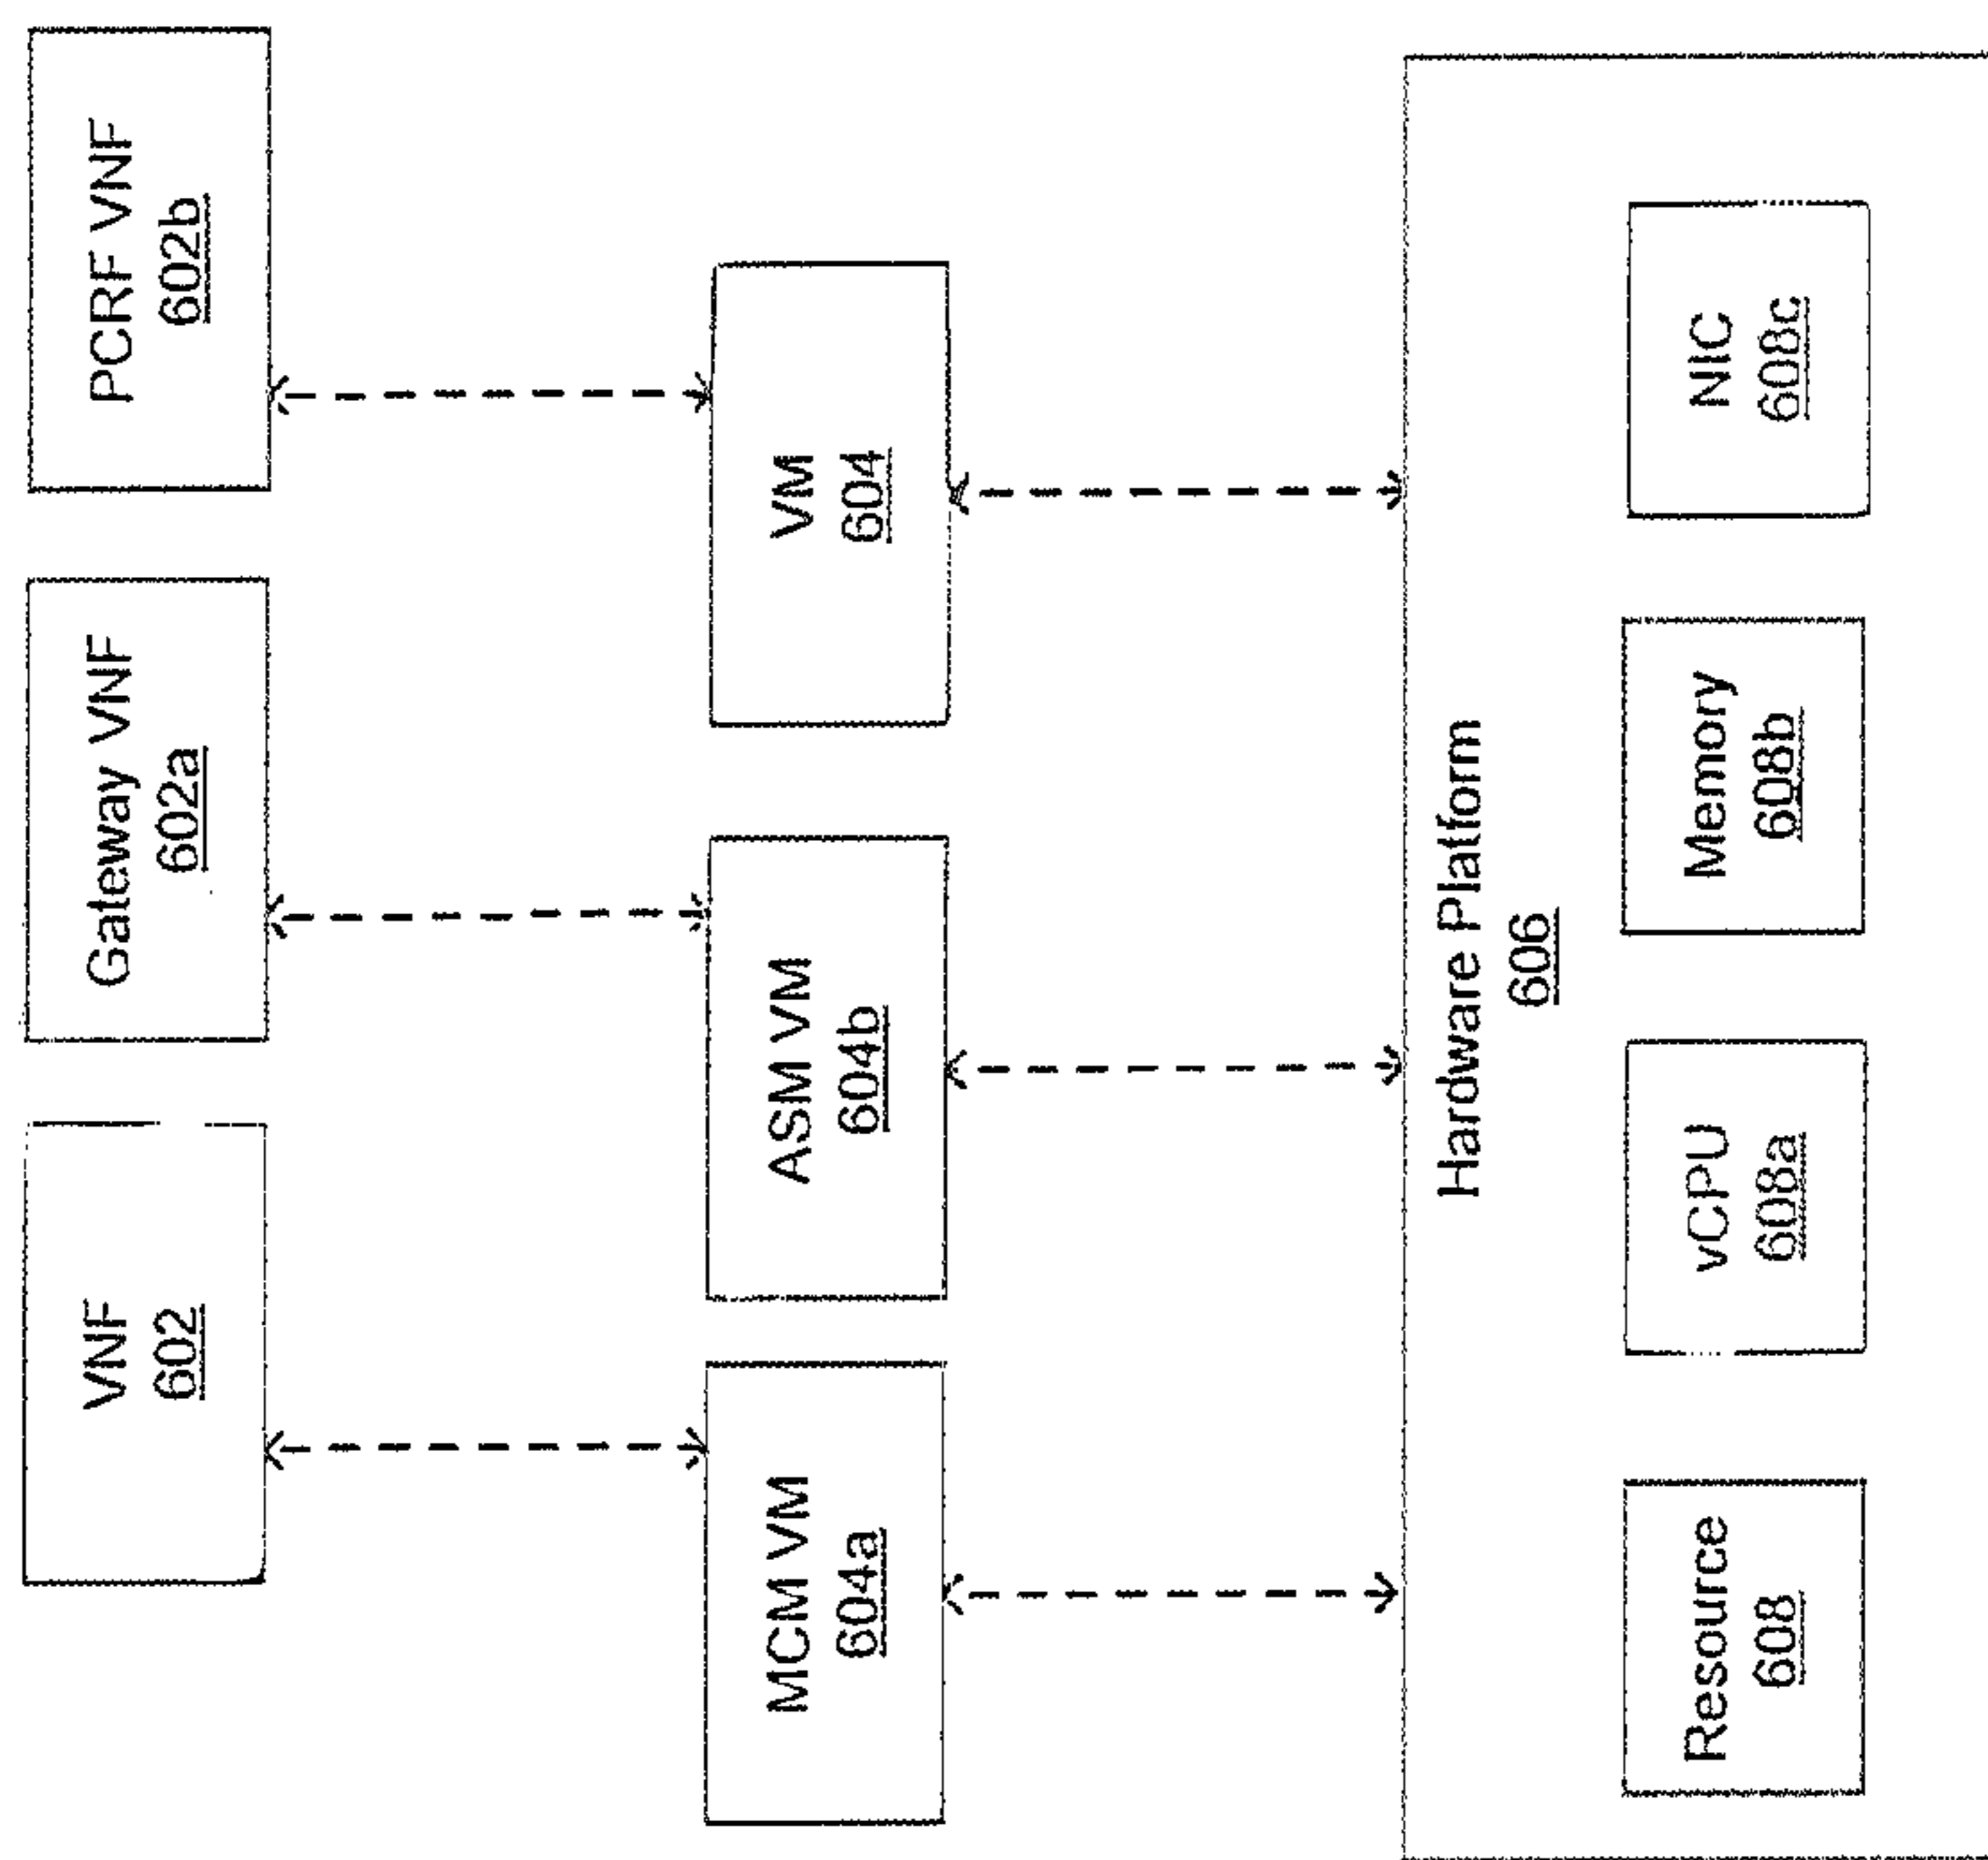 VNF
602
Gateway VNF
602a
PCRF VNF
602b
MCM VM
604a
ASM VM
604b
VM
604
Hardware Platform
606
Resource
608
vCPU
608a
Memory
608b
NIC
608c